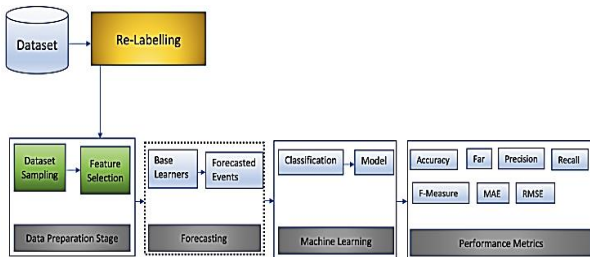 Dataset
Re-Labelling
Dataset
Sampling
Feature
Selection
Data Preparation Stage
Base
Learners
Forecasted
Events
Forecasting
Classification
Model
Machine Learning
Accuracy
Far
Precision
Recall
F-Measure
MAE
RMSE
Performance Metrics